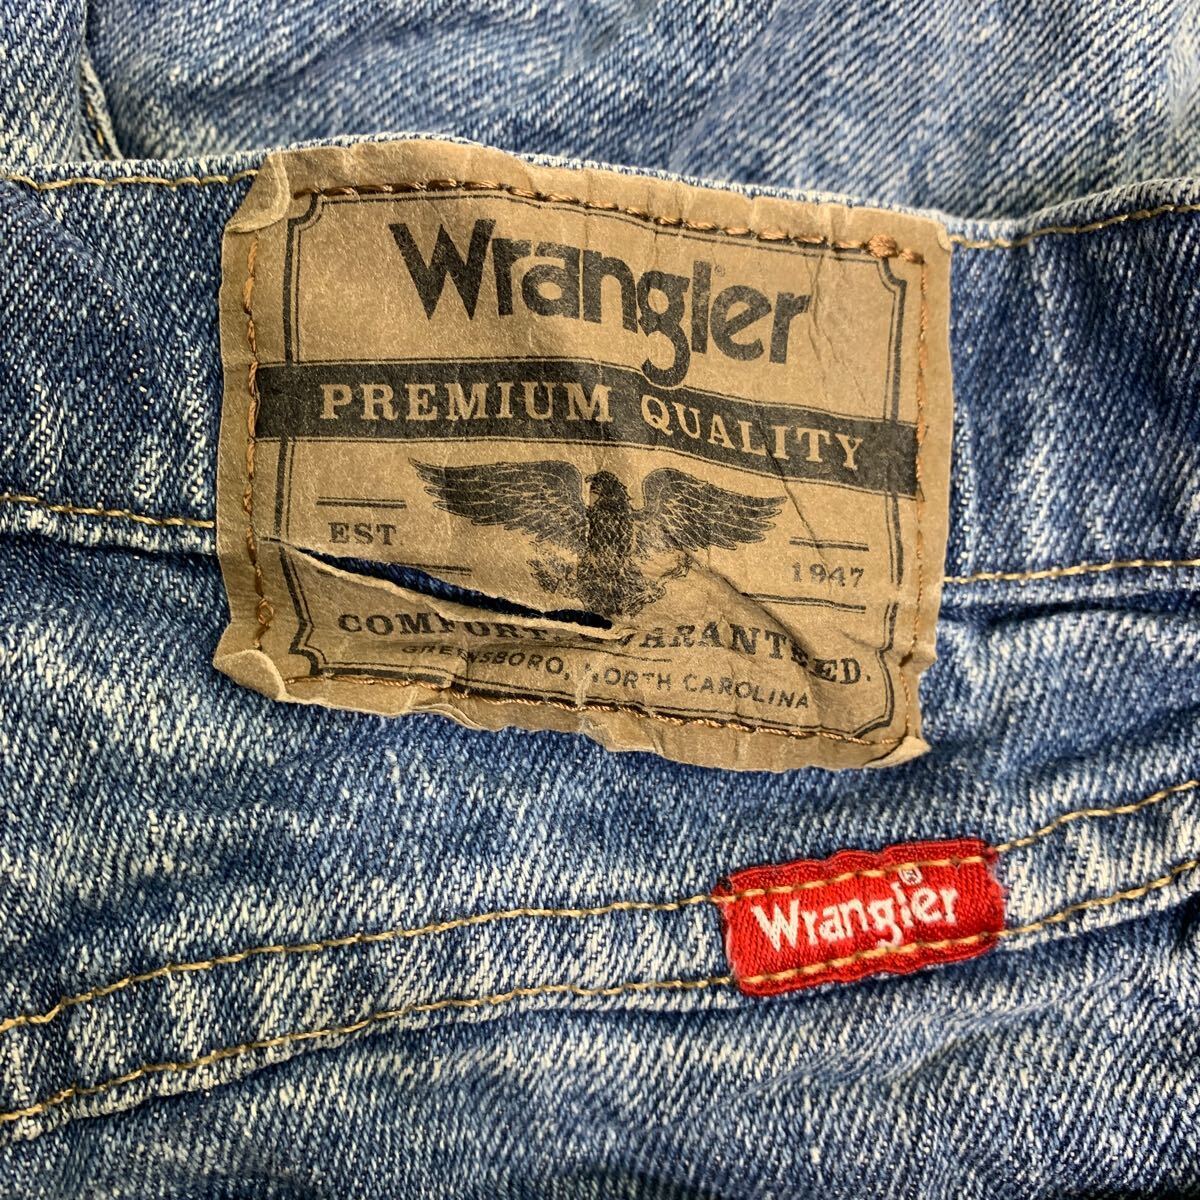 Wrangler
PREMIUM QUALITY
EST 1947
COMFORT GUARANTEED.
GREENSBORO, NORTH CAROLINA
Wrangler®